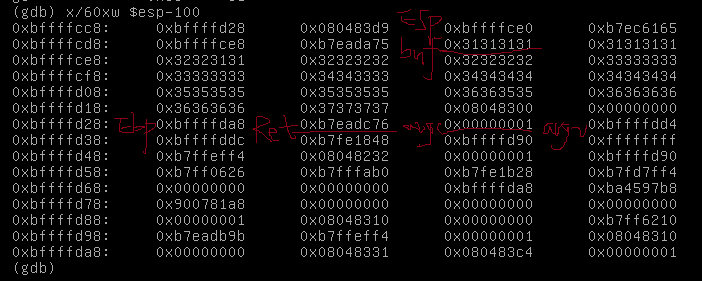 (gdb) x/60xw $esp-100
Esp
0xbffffcc8: 0xbffffd28 0x080483d9 0xbffffce0 0xb7ec6165
buf
0xbffffcd8: 0xbffffce8 0xb7eada75 0x31313131 0x31313131
0xbffffce8: 0x32323131 0x32323232 0x32323232 0x33333333
0xbffffcf8: 0x33333333 0x34343333 0x34343434 0x34343434
0xbffffd08: 0x35353535 0x35353535 0x36363535 0x36363636
0xbffffd18: 0x36363636 0x37373737 0x08048300 0x00000000
0xbffffd28: Ebp 0xbffffda8 Ret 0xb7eadc76 argc 0x00000001 argv 0xbffffdd4
0xbffffd38: 0xbffffddc 0xb7fe1848 0xbffffd90 0xffffffff
0xbffffd48: 0xb7ffeff4 0x08048232 0x00000001 0xbffffd90
0xbffffd58: 0xb7ff0626 0xb7fffab0 0xb7fe1b28 0xb7fd7ff4
0xbffffd68: 0x00000000 0x00000000 0xbffffda8 0xba4597b8
0xbffffd78: 0x900781a8 0x00000000 0x00000000 0x00000000
0xbffffd88: 0x00000001 0x08048310 0x00000000 0xb7ff6210
0xbffffd98: 0xb7eadb9b 0xb7ffeff4 0x00000001 0x08048310
0xbffffda8: 0x00000000 0x08048331 0x080483c4 0x00000001
(gdb)